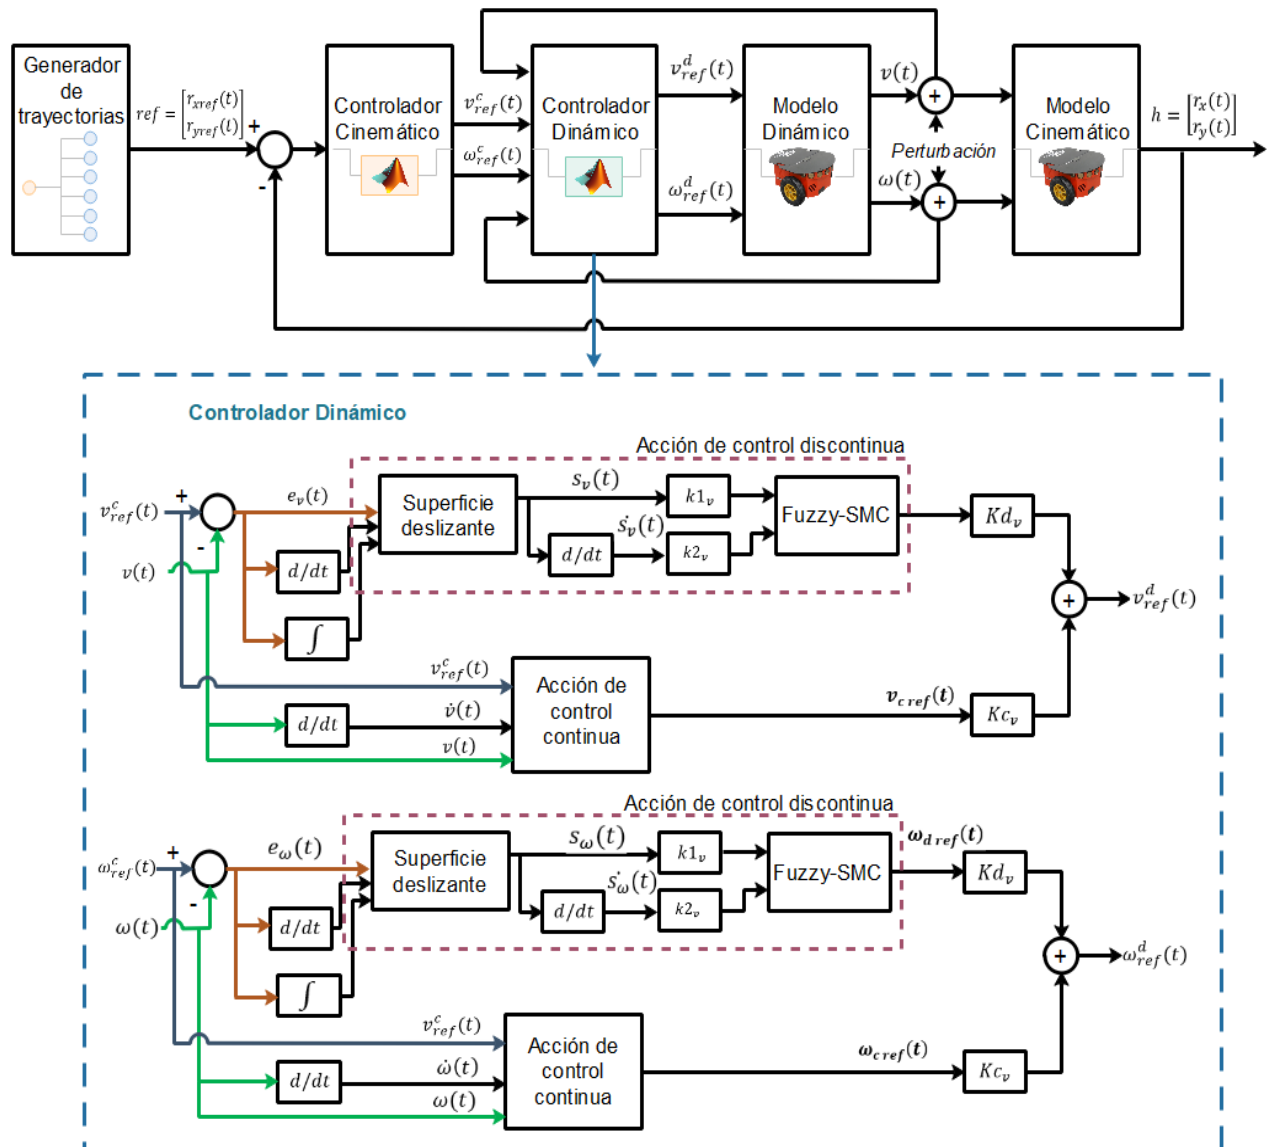 Generador
de
trayectorias
ref = [r_xref(t)
r_yref(t)]
+
-
Controlador
Cinemático
v^c_ref(t)
ω^c_ref(t)
Controlador
Dinámico
v^d_ref(t)
ω^d_ref(t)
Modelo
Dinámico
v(t)
+
Perturbación
ω(t)
+
Modelo
Cinemático
h = [r_x(t)
r_y(t)]
Controlador Dinámico
Acción de control discontinua
v^c_ref(t)
+
-
v(t)
e_v(t)
d/dt
∫
Superficie
deslizante
s_v(t)
ṡ_v(t)
d/dt
k1_v
k2_v
Fuzzy-SMC
Kd_v
+
v^d_ref(t)
v^c_ref(t)
d/dt
v̇(t)
v(t)
Acción de
control
continua
v_c ref(t)
Kc_v
Acción de control discontinua
ω^c_ref(t)
+
-
ω(t)
e_ω(t)
d/dt
∫
Superficie
deslizante
s_ω(t)
ṡ_ω(t)
d/dt
k1_v
k2_v
Fuzzy-SMC
ω_d ref(t)
Kd_v
+
ω^d_ref(t)
v^c_ref(t)
d/dt
ω̇(t)
ω(t)
Acción de
control
continua
ω_c ref(t)
Kc_v